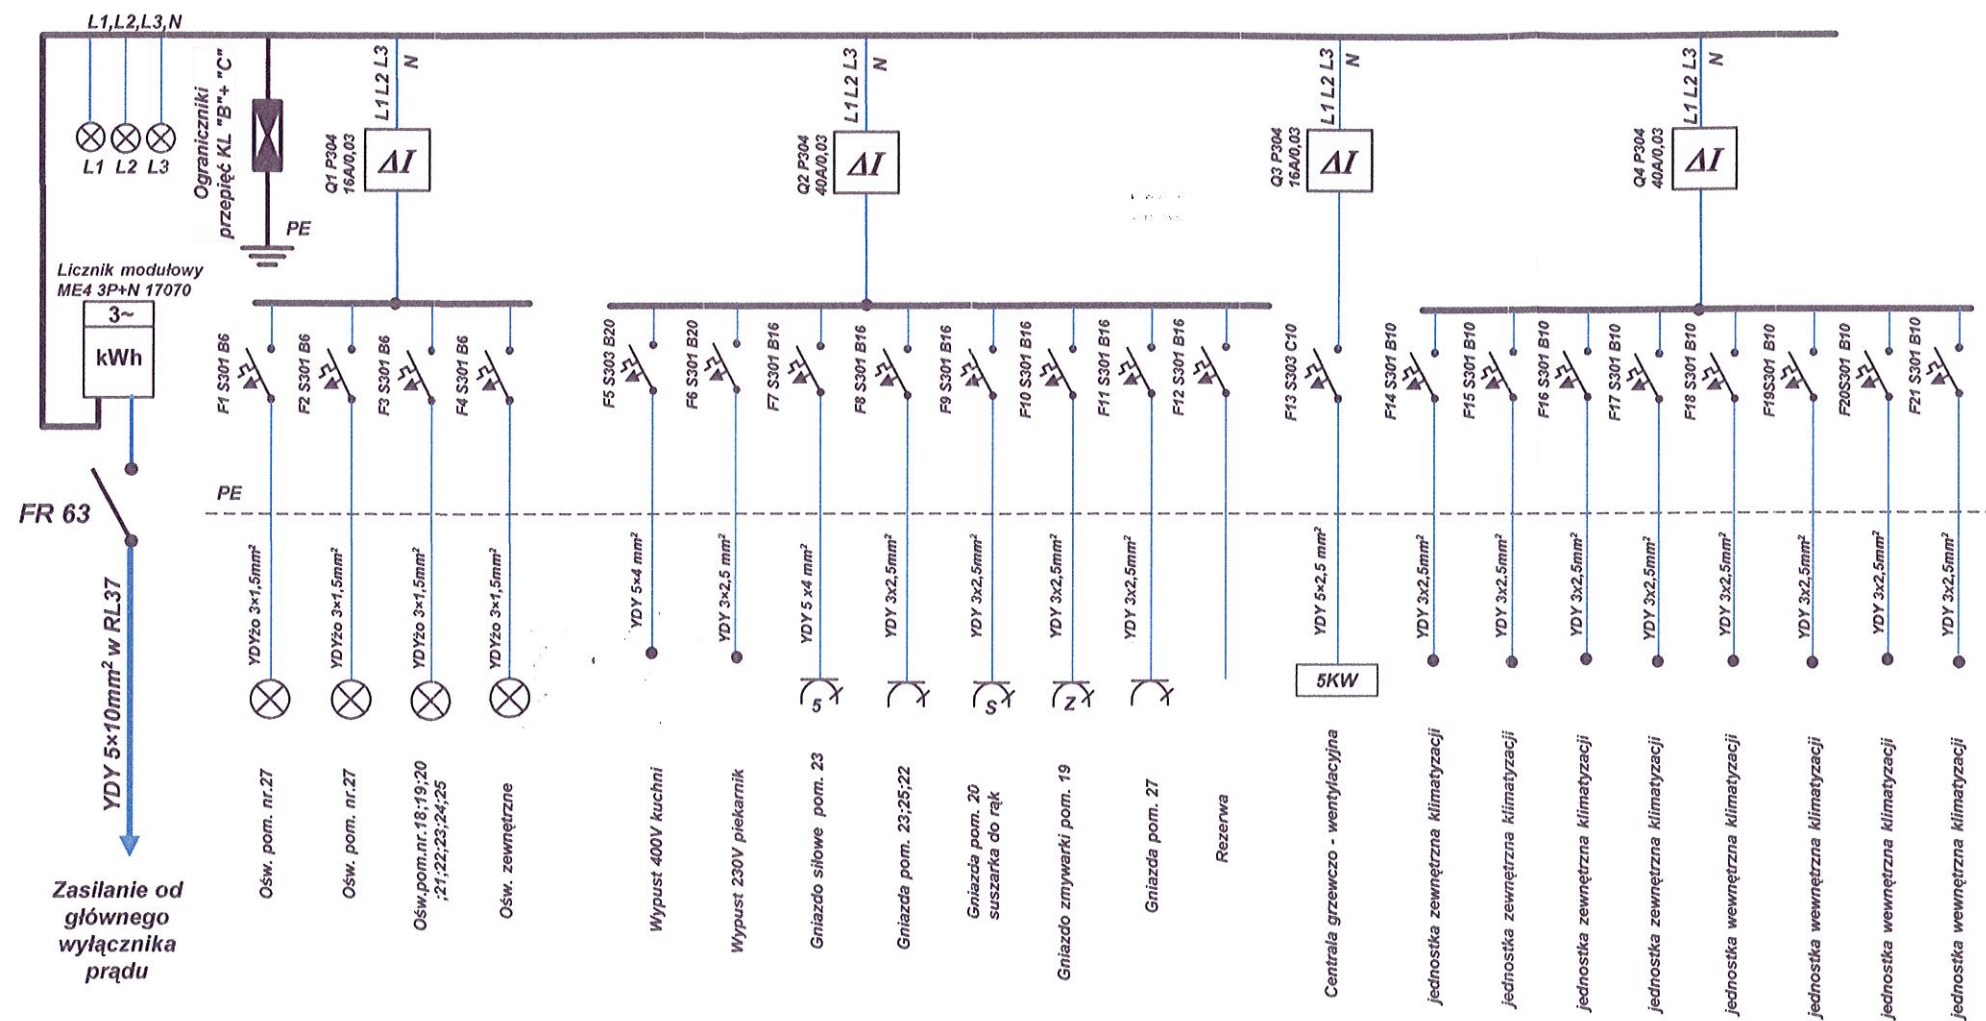 L1,L2,L3,N
L1
L2
L3
Ograniczniki
przepięć KL "B"+ "C"
PE
Licznik modułowy
ME4 3P+N 17070
3~
kWh
FR 63
YDY 5×10mm² w RL37
Zasilanie od
głównego
wyłącznika
prądu
L1 L2 L3
N
Q1 P304
16A/0,03
ΔI
L1 L2 L3
N
Q2 P304
40A/0,03
ΔI
L1 L2 L3
N
Q3 P304
16A/0,03
ΔI
L1 L2 L3
N
Q4 P304
40A/0,03
ΔI
F1 S301 B6
F2 S301 B6
F3 S301 B6
F4 S301 B6
F5 S303 B20
F6 S301 B20
F7 S301 B16
F8 S301 B16
F9 S301 B16
F10 S301 B16
F11 S301 B16
F12 S301 B16
F13 S303 C10
F14 S301 B10
F15 S301 B10
F16 S301 B10
F17 S301 B10
F18 S301 B10
F19S301 B10
F20S301 B10
F21 S301 B10
PE
YDYżo 3×1,5mm²
YDYżo 3×1,5mm²
YDYżo 3×1,5mm²
YDYżo 3×1,5mm²
YDY 5×4 mm²
YDY 3×2,5 mm²
YDY 5 x4 mm²
YDY 3x2,5mm²
YDY 3x2,5mm²
YDY 3x2,5mm²
YDY 3x2,5mm²
YDY 5×2,5 mm²
YDY 3x2,5mm²
YDY 3x2,5mm²
YDY 3x2,5mm²
YDY 3x2,5mm²
YDY 3x2,5mm²
YDY 3x2,5mm²
YDY 3x2,5mm²
YDY 3x2,5mm²
5
S
Z
5KW
Ośw. pom. nr.27
Ośw. pom. nr.27
Ośw.pom.nr.18;19;20
;21;22;23;24;25
Ośw. zewnętrzne
Wypust 400V kuchni
Wypust 230V piekarnik
Gniazdo siłowe pom. 23
Gniazda pom. 23;25;22
Gniazda pom. 20
suszarka do rąk
Gniazdo zmywarki pom. 19
Gniazda pom. 27
Rezerwa
Centrala grzewczo - wentylacyjna
jednostka zewnętrzna klimatyzacji
jednostka zewnętrzna klimatyzacji
jednostka zewnętrzna klimatyzacji
jednostka zewnętrzna klimatyzacji
jednostka wewnętrzna klimatyzacji
jednostka wewnętrzna klimatyzacji
jednostka wewnętrzna klimatyzacji
jednostka wewnętrzna klimatyzacji